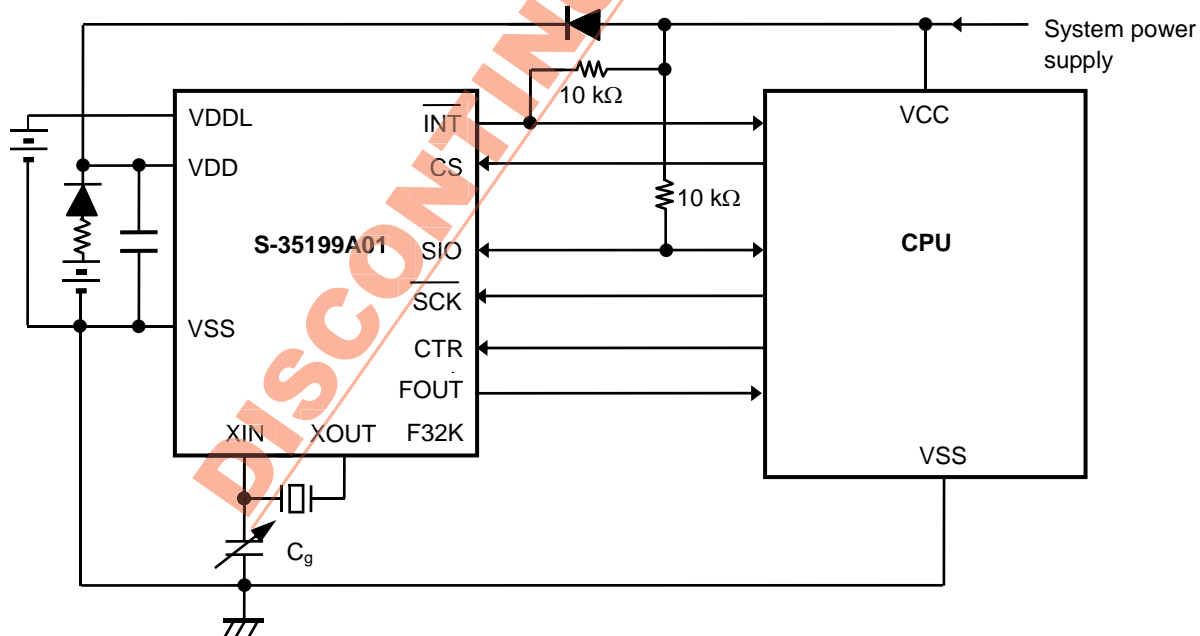 System power
supply
10 kΩ
VDDL
INT
VCC
VDD
CS
10 kΩ
S-35199A01
SIO
CPU
SCK
VSS
CTR
FOUT
XIN
XOUT
F32K
VSS
Cg
DISCONTIN